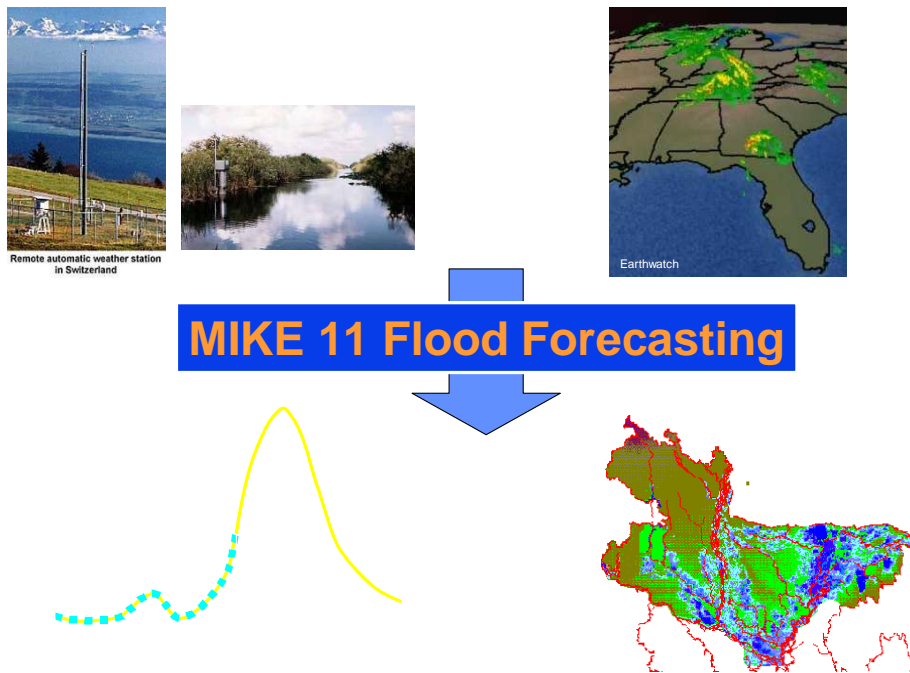 Remote automatic weather station
in Switzerland
Earthwatch
MIKE 11 Flood Forecasting